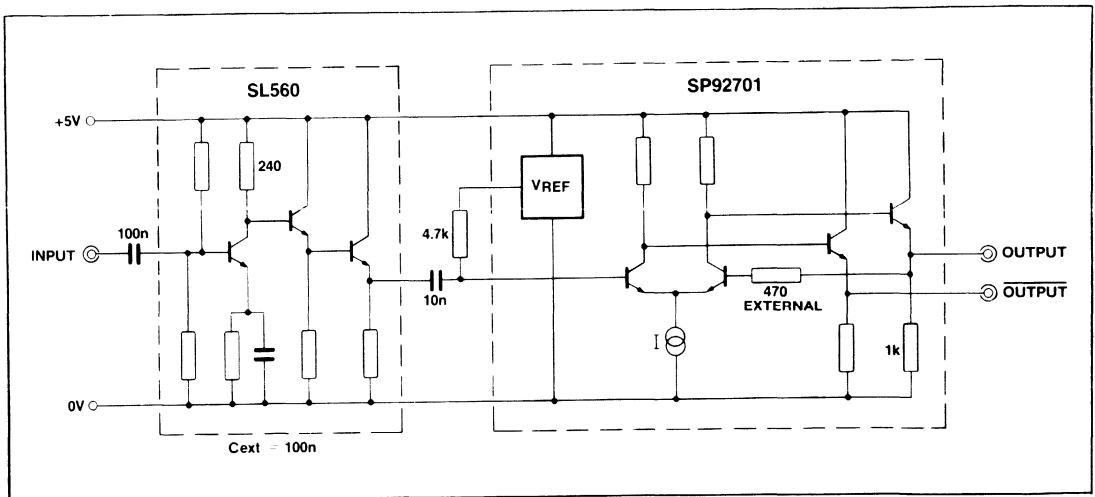 SL560
SP92701
+5V
240
VREF
100n
4.7k
INPUT
OUTPUT
10n
470
EXTERNAL
OUTPUT
I
1k
0V
Cext = 100n